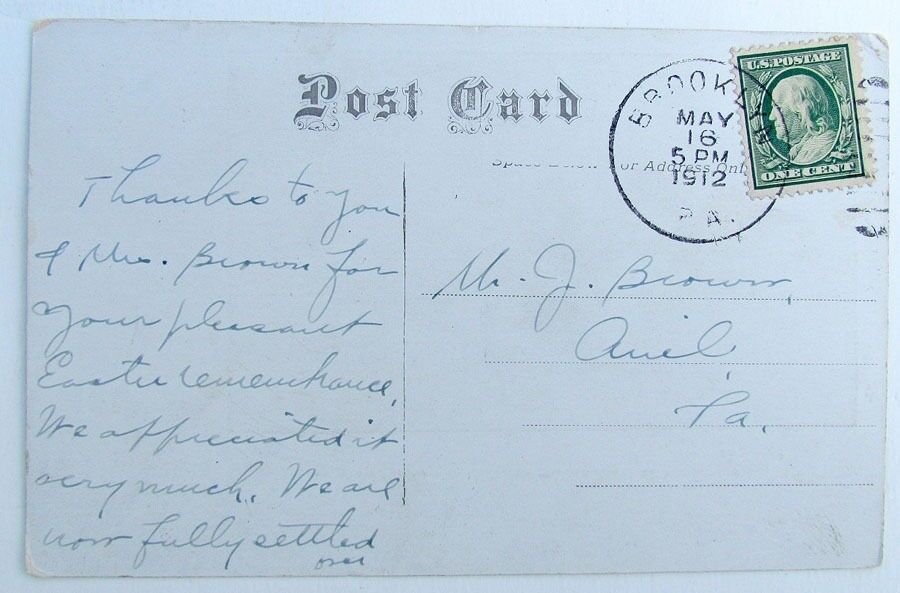 Post Card
BROOK
MAY
16
5 PM
1912
PA.
U.S. POSTAGE
ONE CENT
Space Below for Address Only
Thanks to you
& Mrs. Brown for
your pleasant
Easter remembrance.
We appreciated it
very much. We are
now fully settled
over
Mr. J. Brown,
Ariel,
Pa.